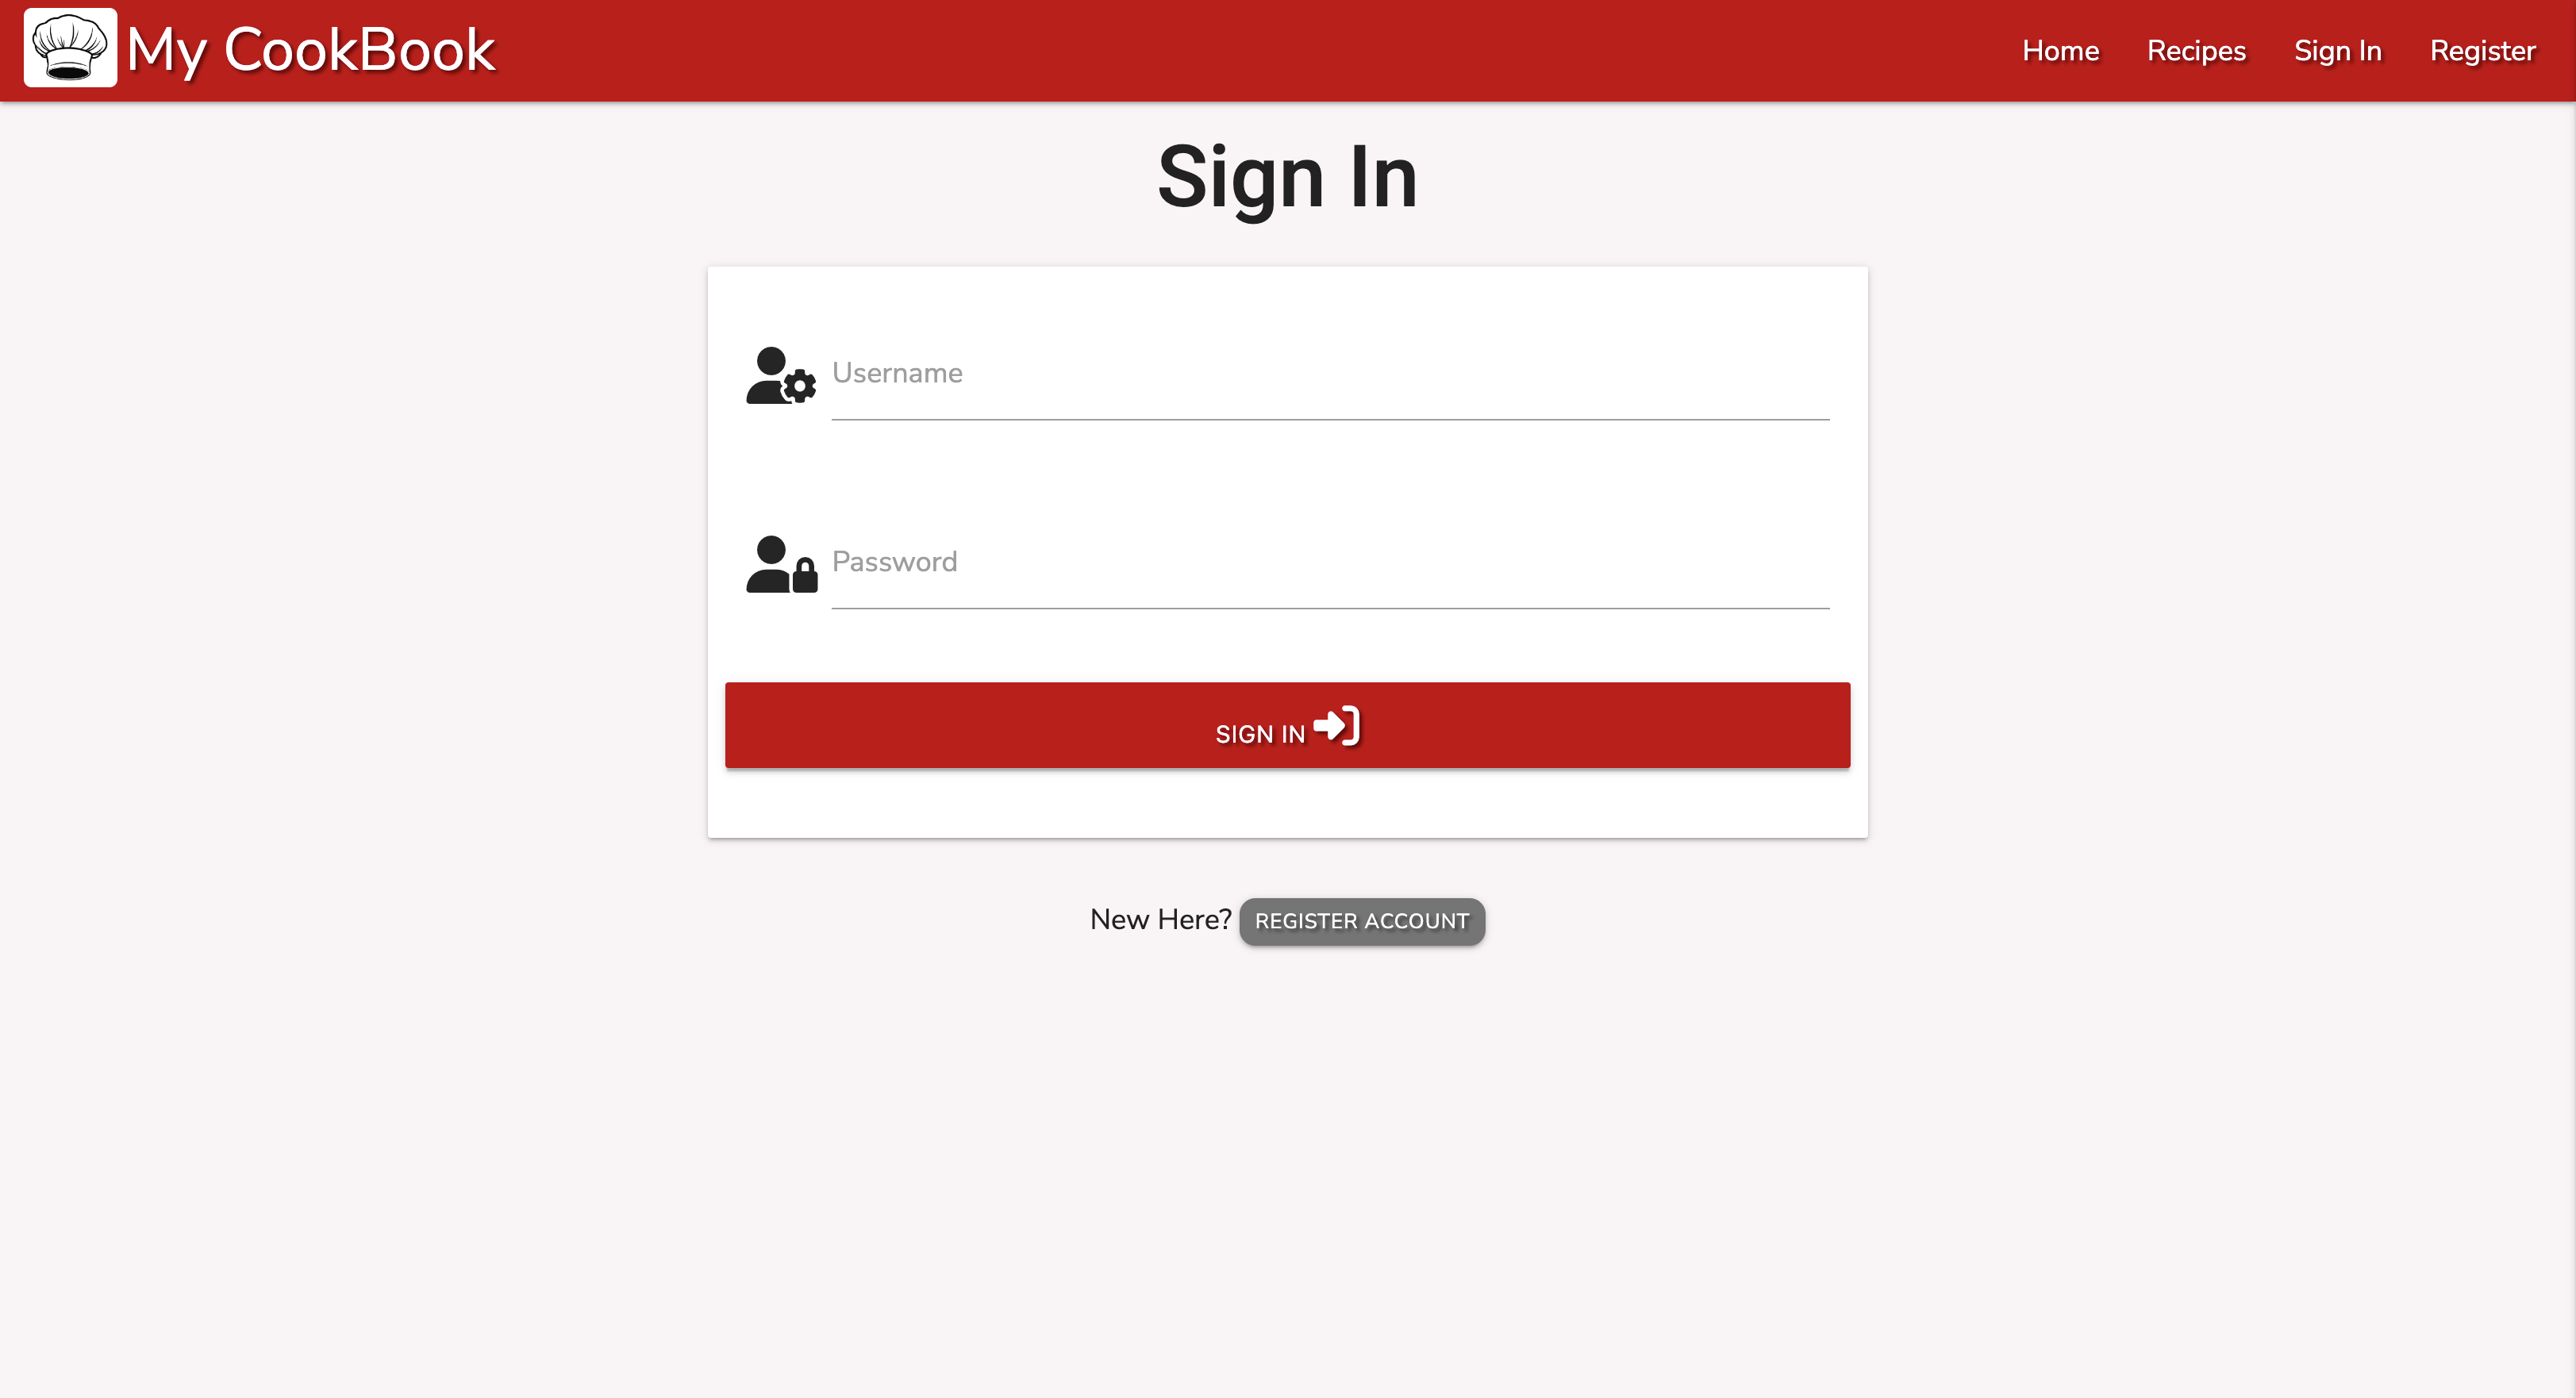 My CookBook
Home Recipes Sign In Register
Sign In
Username
Password
SIGN IN
New Here? REGISTER ACCOUNT